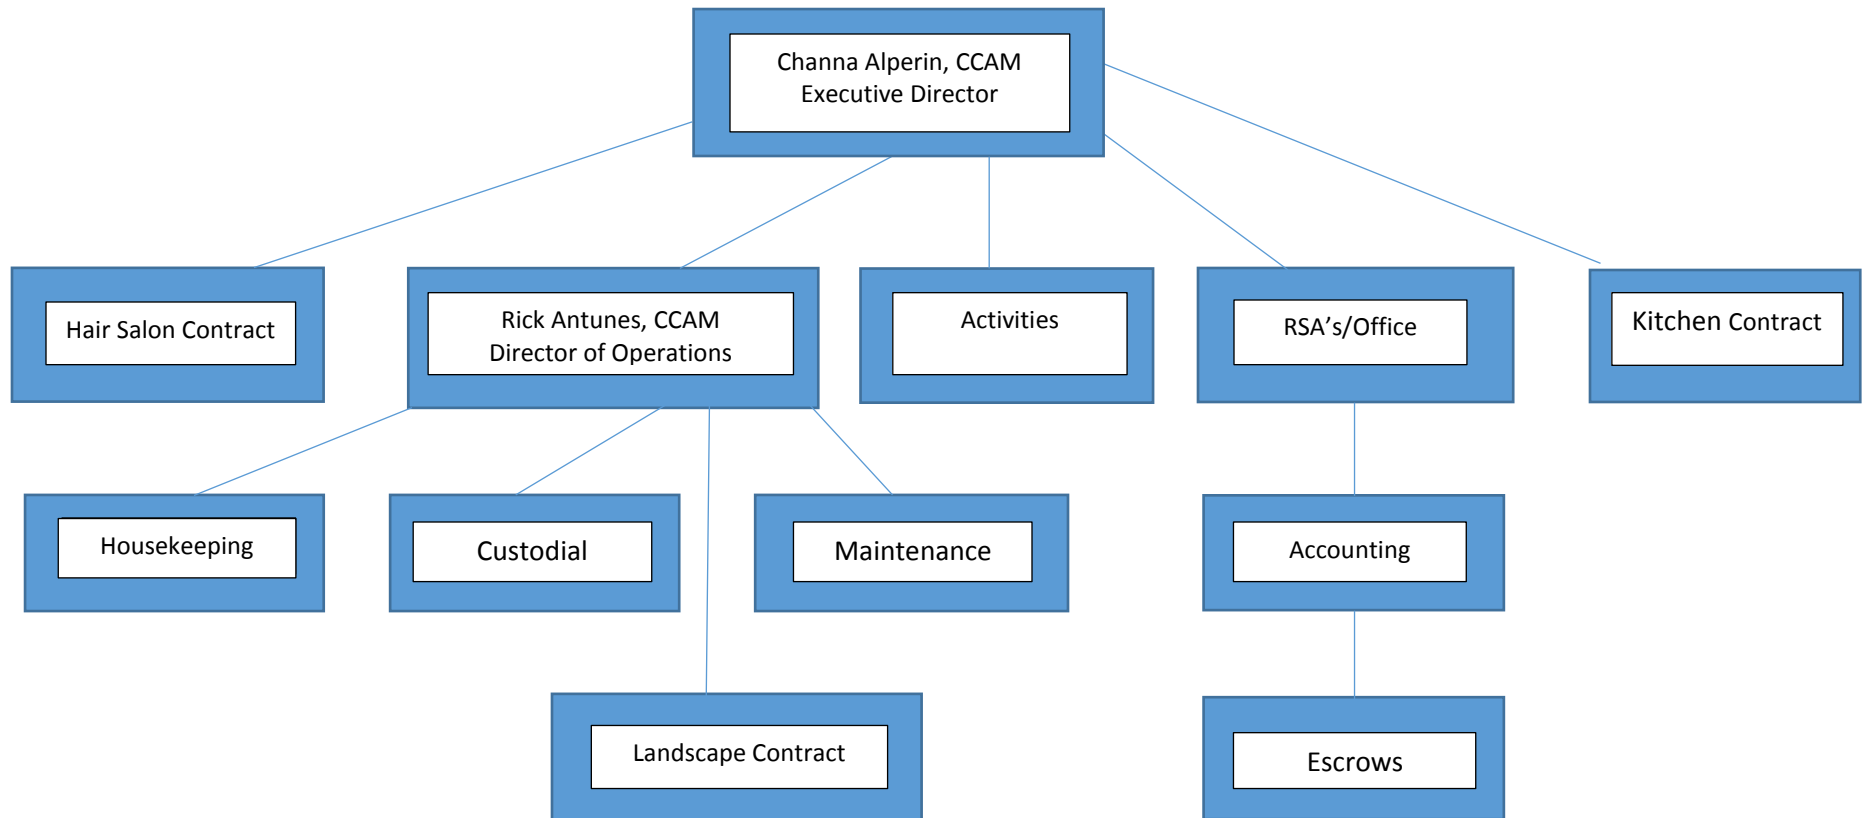 Channa Alperin, CCAM
Executive Director
Hair Salon Contract
Rick Antunes, CCAM
Director of Operations
Activities
RSA’s/Office
Kitchen Contract
Housekeeping
Custodial
Maintenance
Accounting
Landscape Contract
Escrows